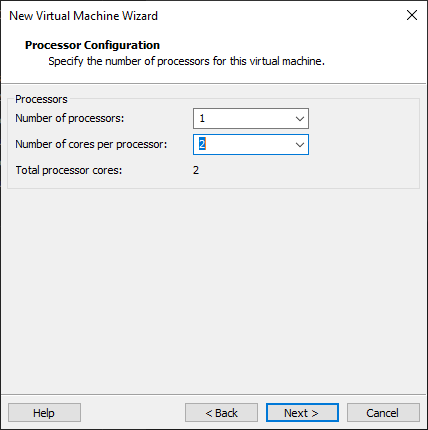 New Virtual Machine Wizard
Processor Configuration
Specify the number of processors for this virtual machine.
Processors
Number of processors: 1
Number of cores per processor: 2
Total processor cores: 2
Help < Back Next > Cancel